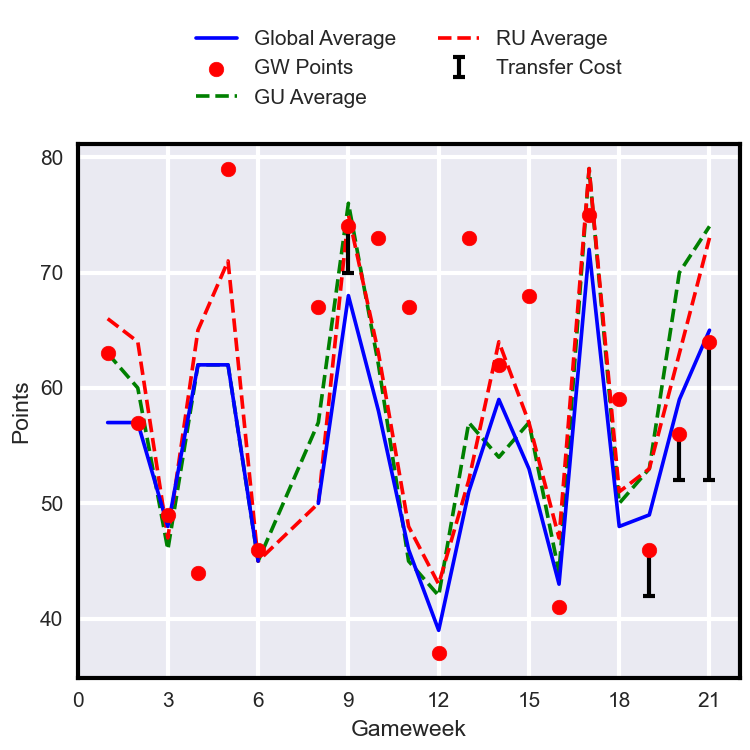 Global Average
GW Points
GU Average
RU Average
Transfer Cost
Points
80
70
60
50
40
0 3 6 9 12 15 18 21
Gameweek